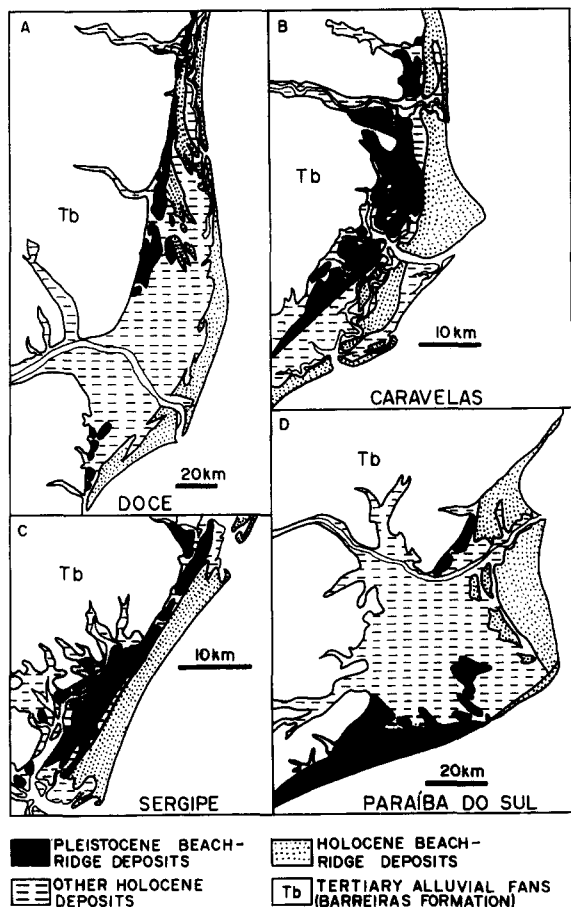 A
Tb
20km
DOCE
B
Tb
10km
CARAVELAS
C
Tb
10km
SERGIPE
D
Tb
20km
PARAÍBA DO SUL
PLEISTOCENE BEACH-
RIDGE DEPOSITS
HOLOCENE BEACH-
RIDGE DEPOSITS
OTHER HOLOCENE
DEPOSITS
Tb
TERTIARY ALLUVIAL FANS
(BARREIRAS FORMATION)